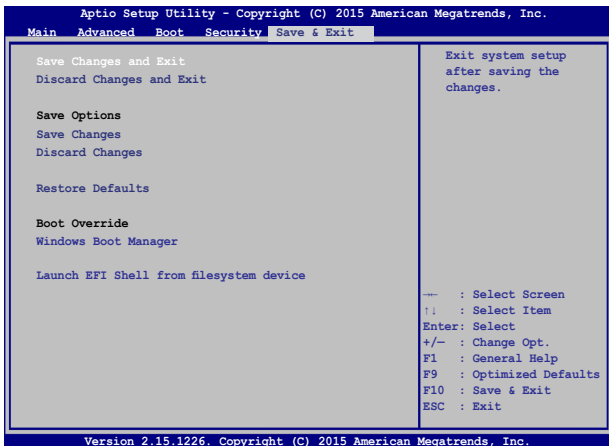 Aptio Setup Utility - Copyright (C) 2015 American Megatrends, Inc.
Main Advanced Boot Security Save & Exit
Save Changes and Exit
Discard Changes and Exit
Save Options
Save Changes
Discard Changes
Restore Defaults
Boot Override
Windows Boot Manager
Launch EFI Shell from filesystem device
Exit system setup
after saving the
changes.
→← : Select Screen
↑↓ : Select Item
Enter: Select
+/— : Change Opt.
F1 : General Help
F9 : Optimized Defaults
F10 : Save & Exit
ESC : Exit
Version 2.15.1226. Copyright (C) 2015 American Megatrends, Inc.